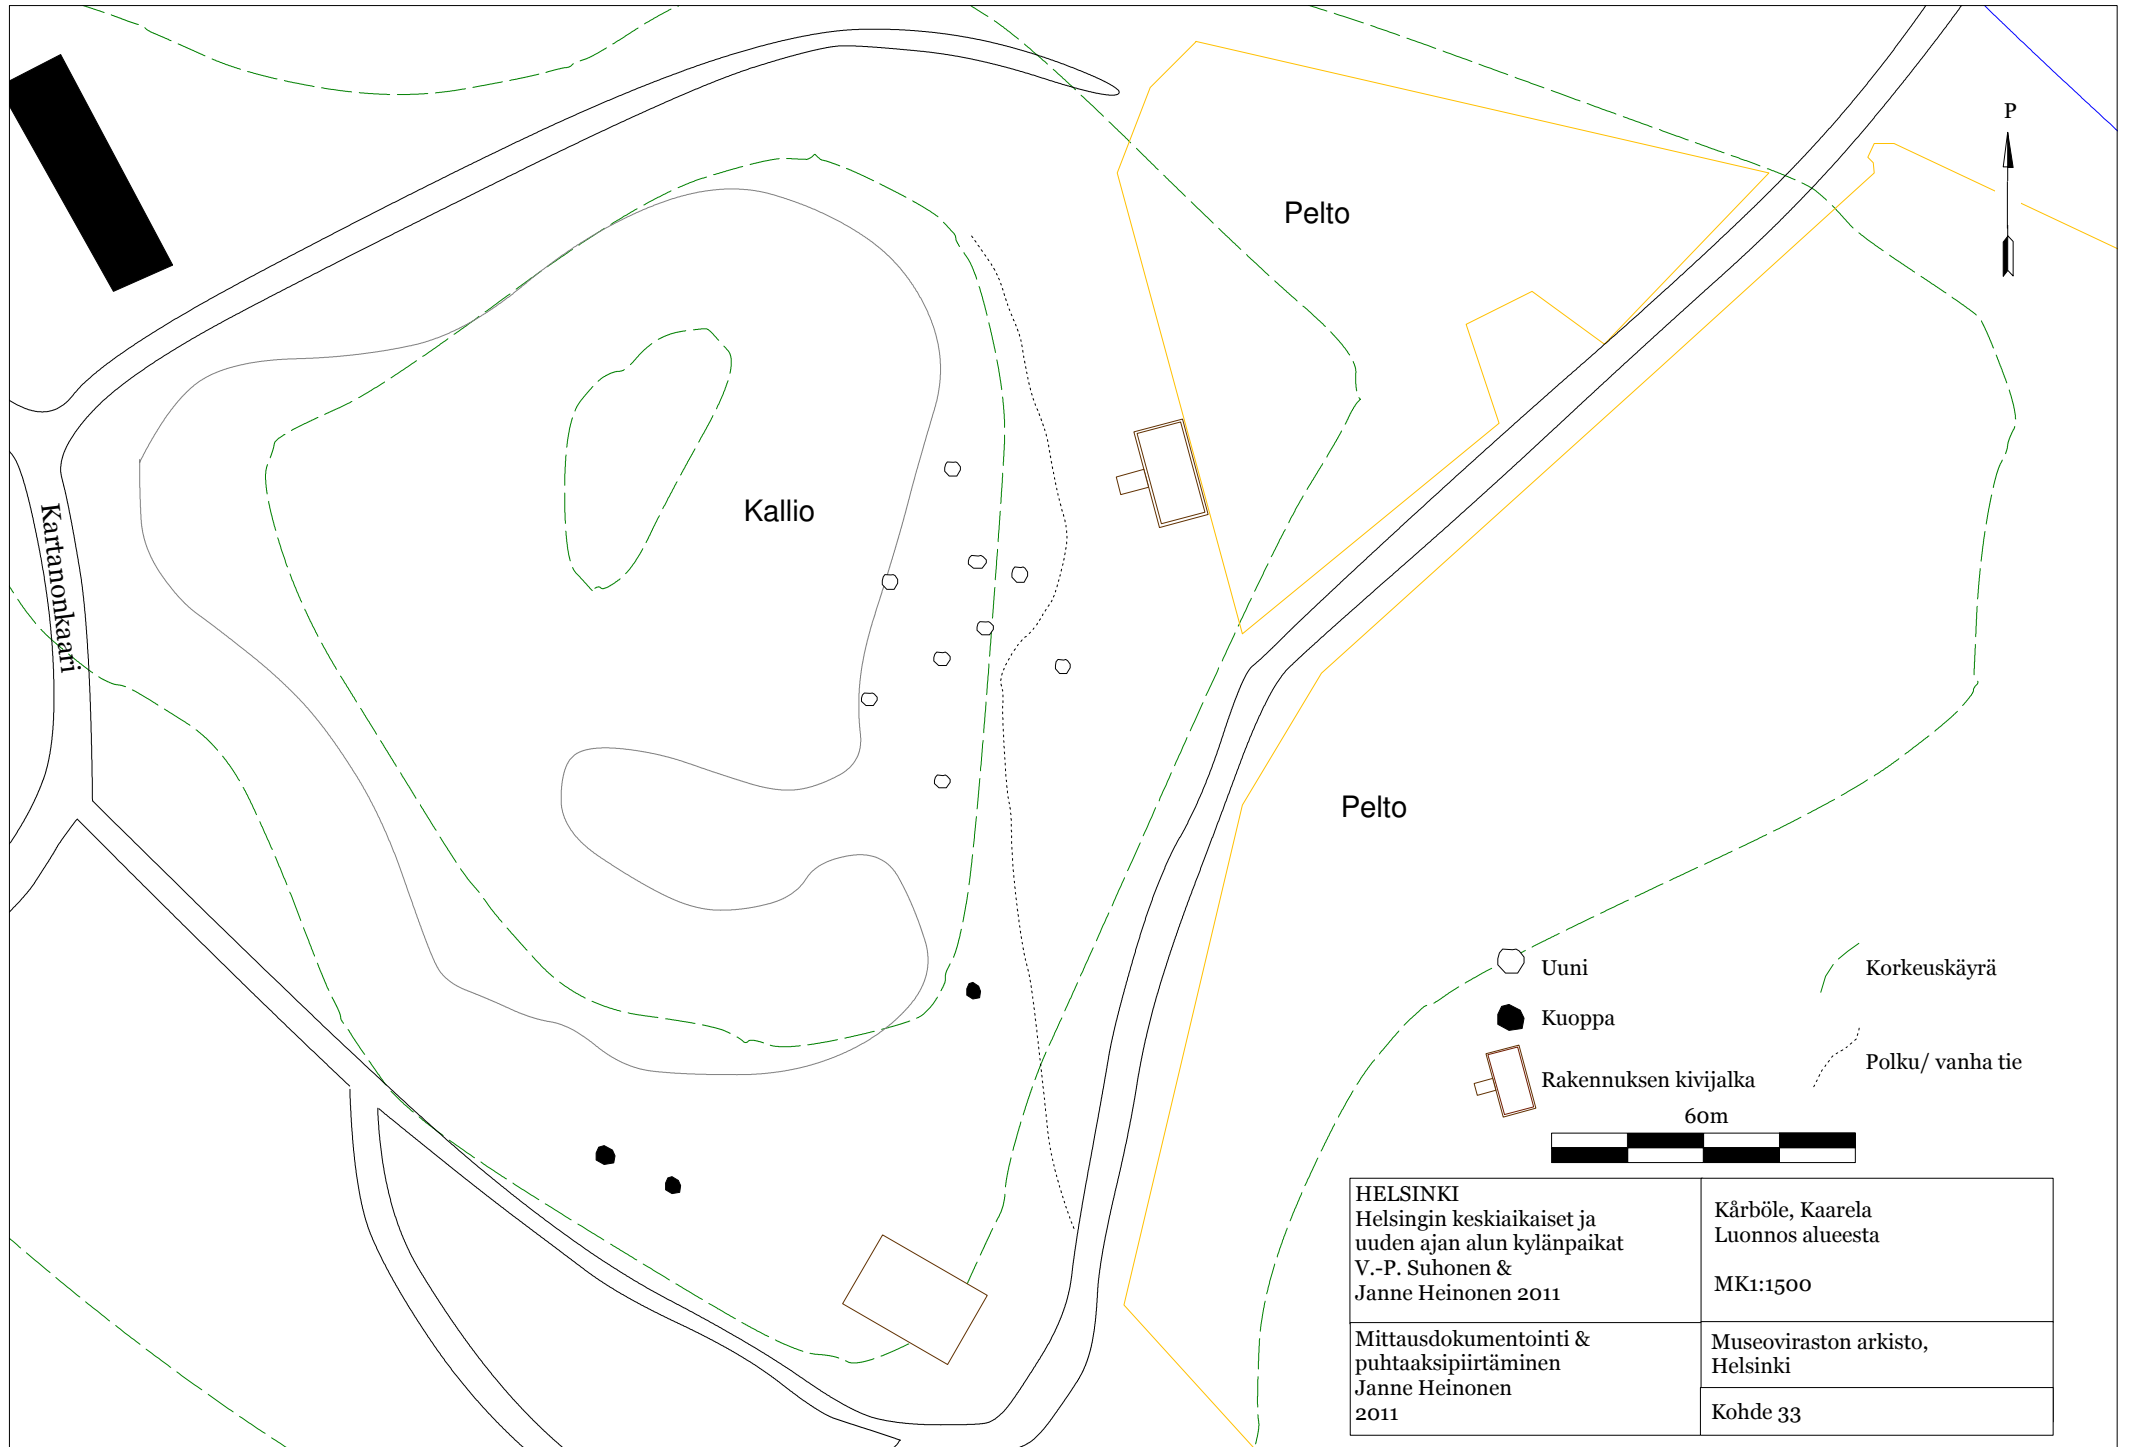 P
Pelto
Kallio
Kartanonkaari
Pelto
Uuni
Kuoppa
Rakennuksen kivijalka
Korkeuskäyrä
Polku/ vanha tie
60m
HELSINKI
Helsingin keskiaikaiset ja
uuden ajan alun kylänpaikat
V.-P. Suhonen &
Janne Heinonen 2011
Kårböle, Kaarela
Luonnos alueesta
MK1:1500
Mittausdokumentointi &
puhtaaksipiirtäminen
Janne Heinonen
2011
Museoviraston arkisto,
Helsinki
Kohde 33